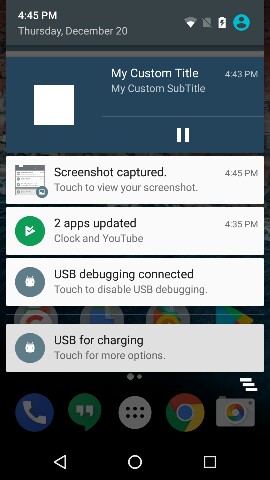 4:45 PM
Thursday, December 20
My Custom Title
4:43 PM
My Custom SubTitle
Screenshot captured.
4:45 PM
Touch to view your screenshot.
2 apps updated
4:35 PM
Clock and YouTube
USB debugging connected
Touch to disable USB debugging.
USB for charging
Touch for more options.